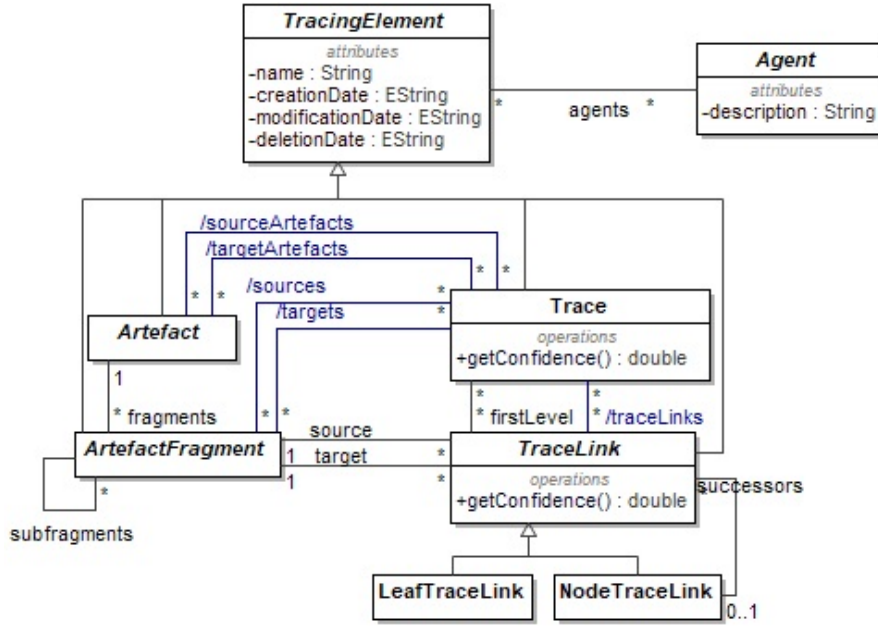 TracingElement
attributes
-name : String
-creationDate : EString
-modificationDate : EString
-deletionDate : EString
* agents *
Agent
attributes
-description : String
/sourceArtefacts
/targetArtefacts
* * * *
/sources *
/targets *
Artefact
1
* fragments
Trace
operations
+getConfidence() : double
* *
* firstLevel * /traceLinks
* *
ArtefactFragment
source
1 target *
1 *
*
subfragments
TraceLink
operations
+getConfidence() : double
successors
*
LeafTraceLink
NodeTraceLink
0..1